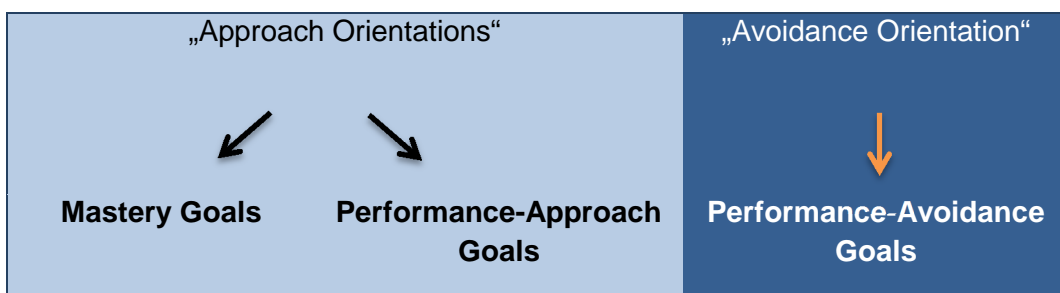 „Approach Orientations“
„Avoidance Orientation“
Mastery Goals
Performance-Approach
Goals
Performance-Avoidance
Goals